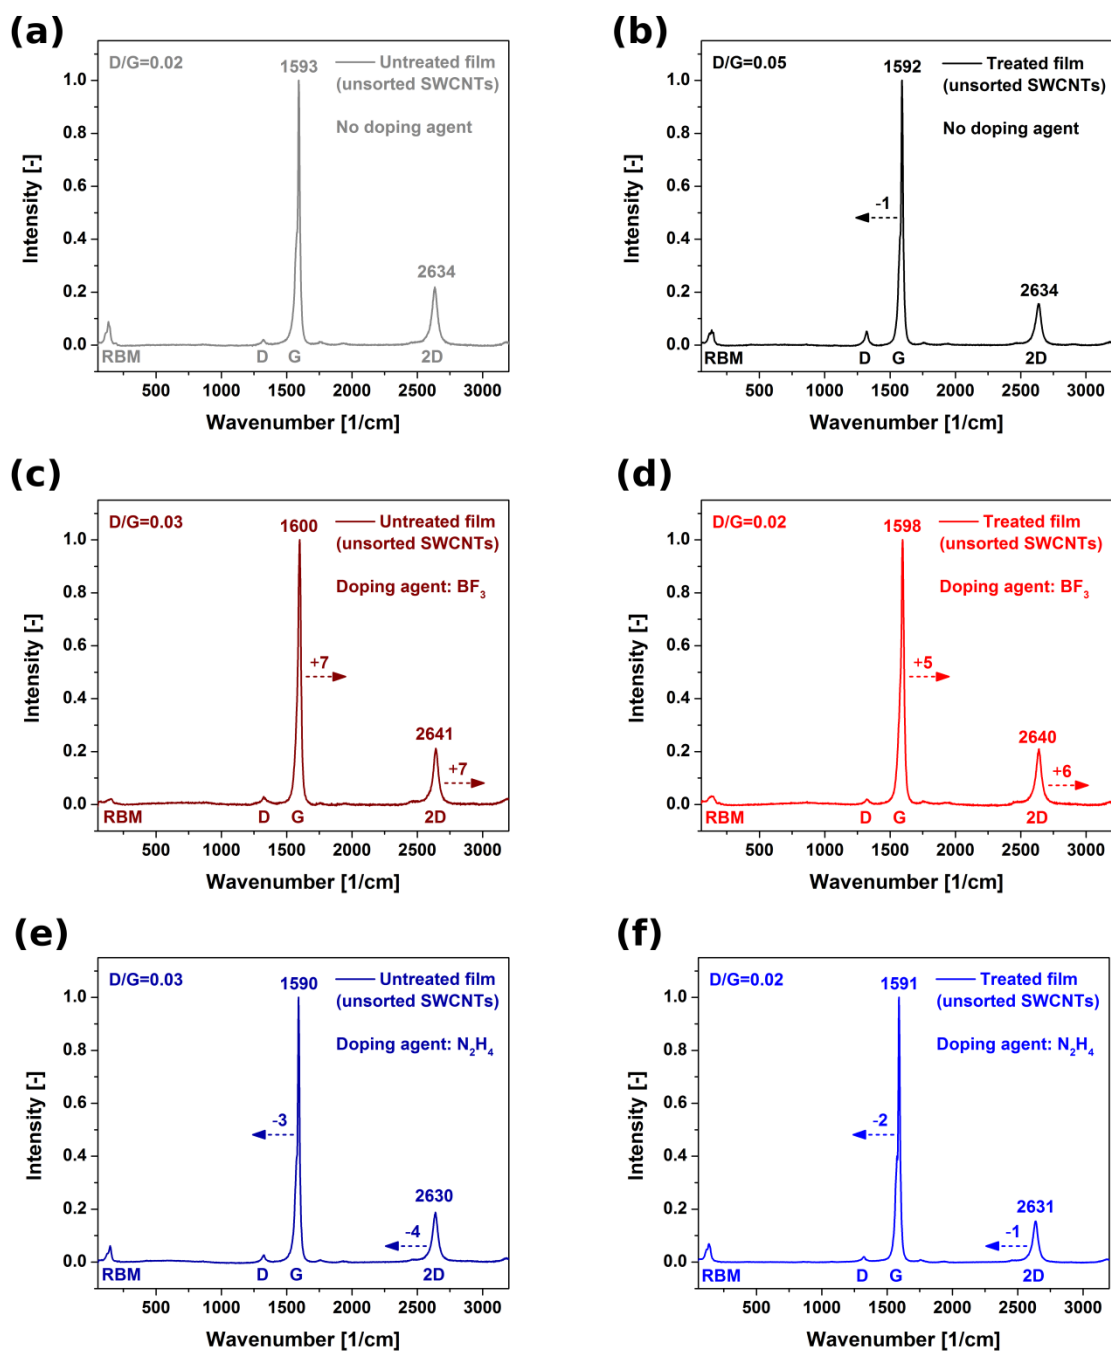 (a)
D/G=0.02
1593
Untreated film
(unsorted SWCNTs)
No doping agent
Intensity [-]
1.0
0.8
0.6
0.4
0.2
0.0
2634
RBM
D
G
2D
500 1000 1500 2000 2500 3000
Wavenumber [1/cm]
(b)
D/G=0.05
1592
Treated film
(unsorted SWCNTs)
No doping agent
Intensity [-]
1.0
0.8
0.6
0.4
0.2
0.0
-1
2634
RBM
D
G
2D
500 1000 1500 2000 2500 3000
Wavenumber [1/cm]
(c)
D/G=0.03
1600
Untreated film
(unsorted SWCNTs)
Doping agent: BF₃
Intensity [-]
1.0
0.8
0.6
0.4
0.2
0.0
+7
2641
+7
RBM
D
G
2D
500 1000 1500 2000 2500 3000
Wavenumber [1/cm]
(d)
D/G=0.02
1598
Treated film
(unsorted SWCNTs)
Doping agent: BF₃
Intensity [-]
1.0
0.8
0.6
0.4
0.2
0.0
+5
2640
+6
RBM
D
G
2D
500 1000 1500 2000 2500 3000
Wavenumber [1/cm]
(e)
D/G=0.03
1590
Untreated film
(unsorted SWCNTs)
Doping agent: N₂H₄
Intensity [-]
1.0
0.8
0.6
0.4
0.2
0.0
-3
2630
-4
RBM
D
G
2D
500 1000 1500 2000 2500 3000
Wavenumber [1/cm]
(f)
D/G=0.02
1591
Treated film
(unsorted SWCNTs)
Doping agent: N₂H₄
Intensity [-]
1.0
0.8
0.6
0.4
0.2
0.0
-2
2631
-1
RBM
D
G
2D
500 1000 1500 2000 2500 3000
Wavenumber [1/cm]